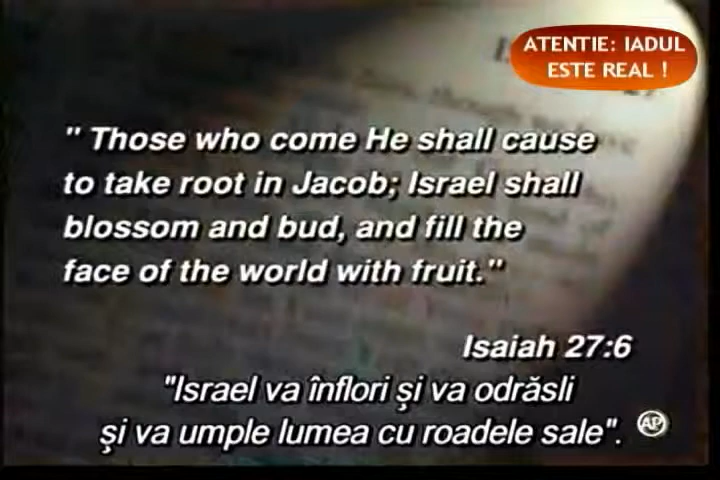 ATENTIE: IADUL
ESTE REAL !
" Those who come He shall cause
to take root in Jacob; Israel shall
blossom and bud, and fill the
face of the world with fruit."
Isaiah 27:6
"Israel va înflori şi va odrăsli
şi va umple lumea cu roadele sale".
AP